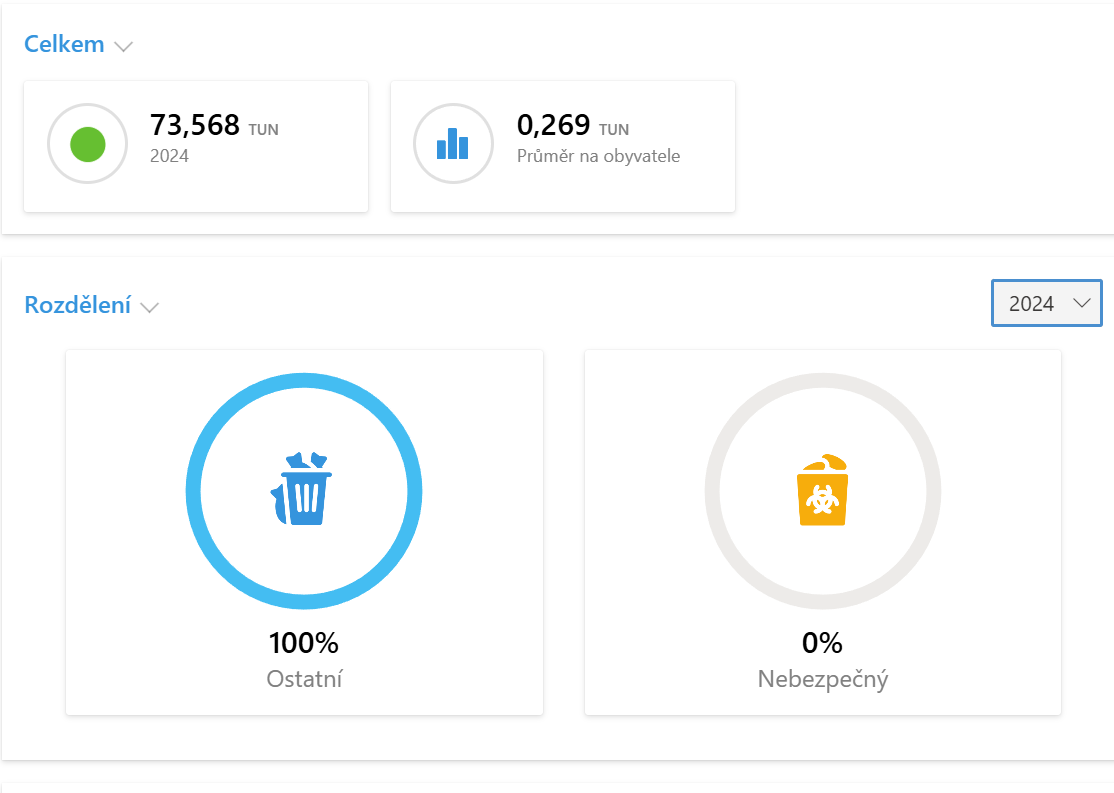 Celkem
73,568 TUN
2024
0,269 TUN
Průměr na obyvatele
Rozdělení
2024
100%
Ostatní
0%
Nebezpečný